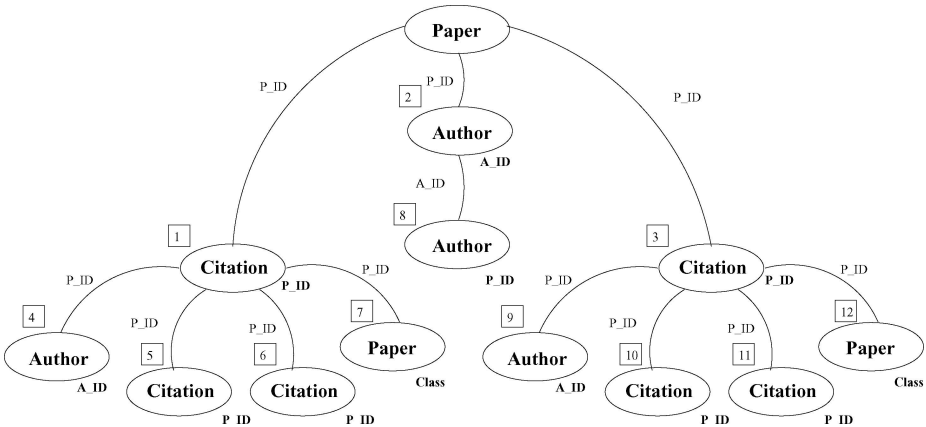 Paper
P_ID
P_ID
P_ID
2
Author
A_ID
A_ID
8
Author
P_ID
1
Citation
P_ID
3
Citation
P_ID
P_ID
P_ID
P_ID
P_ID
4
Author
A_ID
P_ID
5
Citation
P_ID
P_ID
6
Citation
P_ID
7
Paper
Class
9
Author
A_ID
P_ID
10
Citation
P_ID
P_ID
11
Citation
P_ID
12
Paper
Class